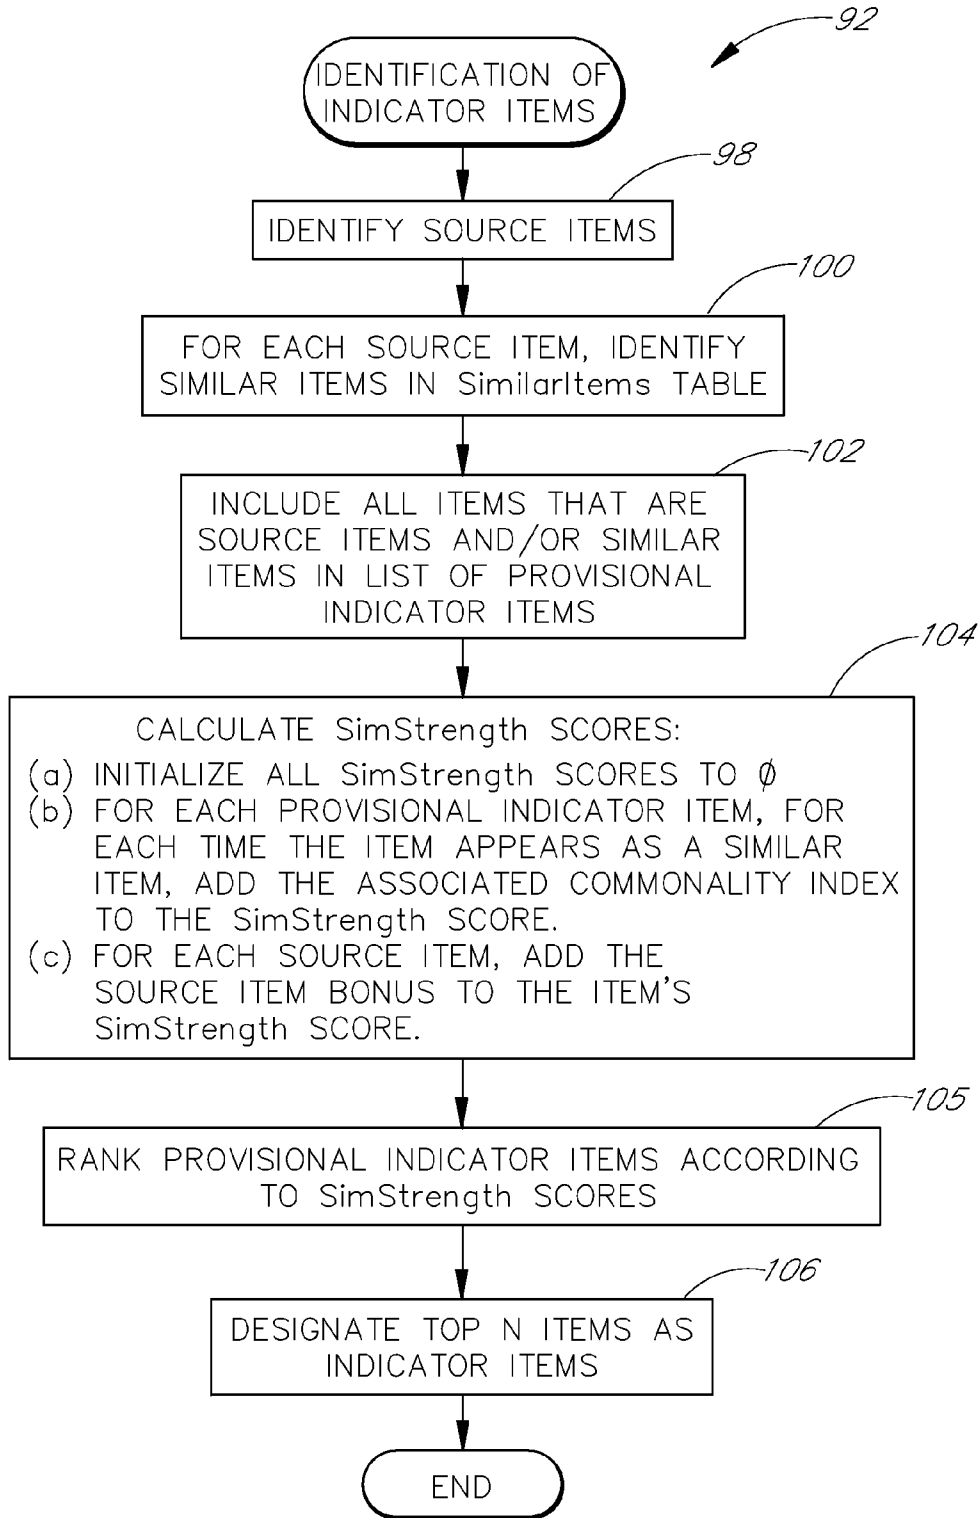 92
IDENTIFICATION OF
INDICATOR ITEMS
98
IDENTIFY SOURCE ITEMS
100
FOR EACH SOURCE ITEM, IDENTIFY
SIMILAR ITEMS IN SimilarItems TABLE
102
INCLUDE ALL ITEMS THAT ARE
SOURCE ITEMS AND/OR SIMILAR
ITEMS IN LIST OF PROVISIONAL
INDICATOR ITEMS
104
CALCULATE SimStrength SCORES:
(a) INITIALIZE ALL SimStrength SCORES TO ϕ
(b) FOR EACH PROVISIONAL INDICATOR ITEM, FOR
EACH TIME THE ITEM APPEARS AS A SIMILAR
ITEM, ADD THE ASSOCIATED COMMONALITY INDEX
TO THE SimStrength SCORE.
(c) FOR EACH SOURCE ITEM, ADD THE
SOURCE ITEM BONUS TO THE ITEM'S
SimStrength SCORE.
105
RANK PROVISIONAL INDICATOR ITEMS ACCORDING
TO SimStrength SCORES
106
DESIGNATE TOP N ITEMS AS
INDICATOR ITEMS
END